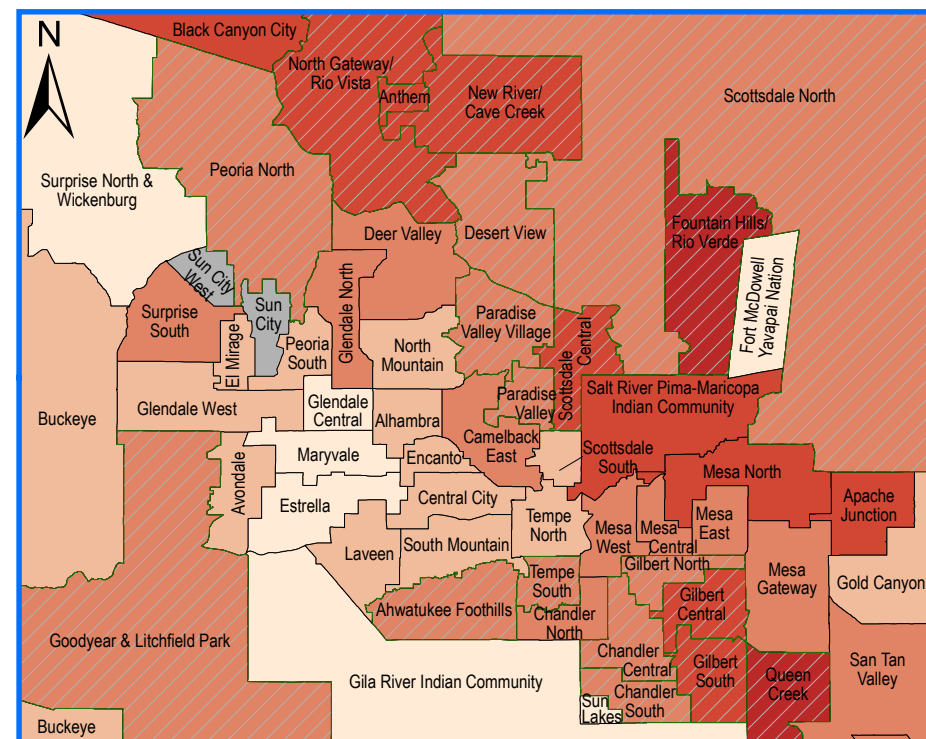 N
Black Canyon City
North Gateway/
Rio Vista
Anthem
New River/
Cave Creek
Scottsdale North
Peoria North
Surprise North &
Wickenburg
Deer Valley
Desert View
Fountain Hills/
Rio Verde
Fort McDowell
Yavapai Nation
Sun City
West
Sun
City
Surprise
South
El Mirage
Peoria
South
Glendale North
North
Mountain
Paradise
Valley Village
Scottsdale
Central
Paradise
Valley
Salt River Pima-Maricopa
Indian Community
Buckeye
Glendale West
Glendale
Central
Alhambra
Camelback
East
Maryvale
Encanto
Scottsdale
South
Mesa North
Avondale
Estrella
Central City
Tempe
North
Mesa
West
Mesa
Central
Mesa
East
Apache
Junction
Laveen
South Mountain
Gilbert North
Mesa
Gateway
Gold Canyon
Tempe
South
Ahwatukee Foothills
Chandler
North
Gilbert
Central
Goodyear & Litchfield Park
Chandler
Central
Gilbert
South
Queen
Creek
San Tan
Valley
Gila River Indian Community
Sun
Lakes
Chandler
South
Buckeye